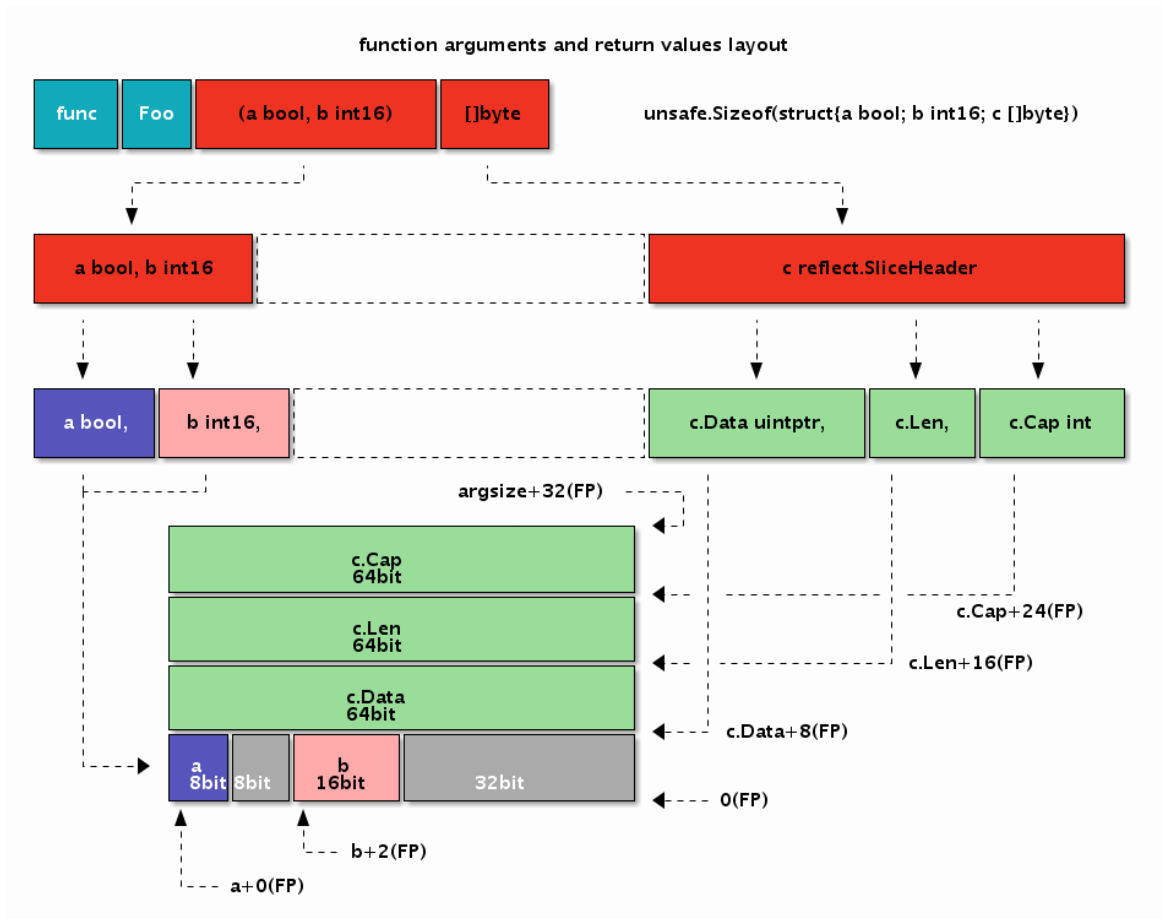 function arguments and return values layout
func Foo (a bool, b int16) []byte unsafe.Sizeof(struct{a bool; b int16; c []byte})
a bool, b int16 c reflect.SliceHeader
a bool, b int16, c.Data uintptr, c.Len, c.Cap int
argsize+32(FP)
c.Cap
64bit
c.Cap+24(FP)
c.Len
64bit
c.Len+16(FP)
c.Data
64bit
c.Data+8(FP)
a b
8bit 8bit 16bit 32bit
0(FP)
b+2(FP)
a+0(FP)